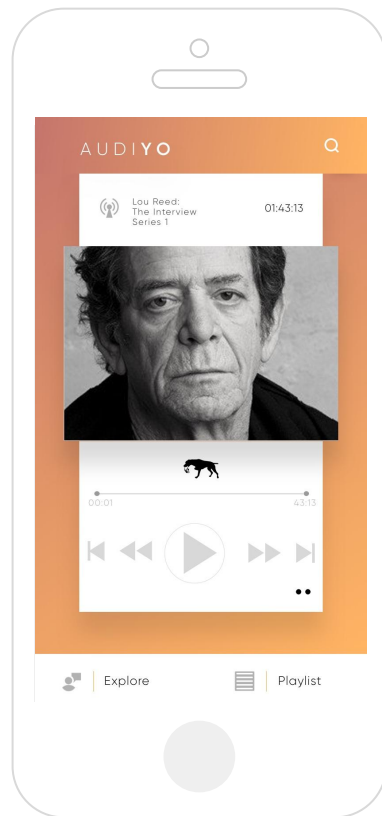 AUDIYO
Lou Reed:
The Interview
Series 1
01:43:13
00:01
43:13
Explore
Playlist